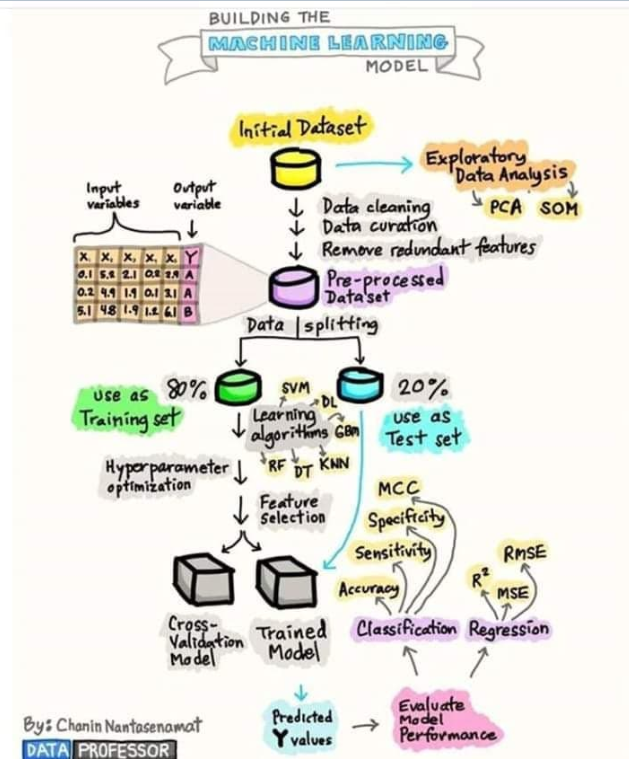 BUILDING THE
MACHINE LEARNING
MODEL
Initial Dataset
Exploratory
Data Analysis
PCA SOM
Input
variables
Output
variable
Data cleaning
Data curation
Remove redundant features
X, X, X, X, X, Y
0.1 5.2 2.1 0.2 2.9 A
0.2 4.9 1.9 0.1 3.1 A
5.1 4.8 1.9 1.2 6.1 B
Pre-processed
Dataset
Data splitting
80%
20%
use as
Training set
SVM
DL
Learning
algorithms
GBM
RF DT KNN
use as
Test set
Hyperparameter
optimization
Feature
selection
MCC
Specificity
Sensitivity
Accuracy
RMSE
R²
MSE
Cross-
Validation
Model
Trained
Model
Classification
Regression
Predicted
Y values
Evaluate
Model
Performance
By: Chanin Nantasenamat
DATA PROFESSOR